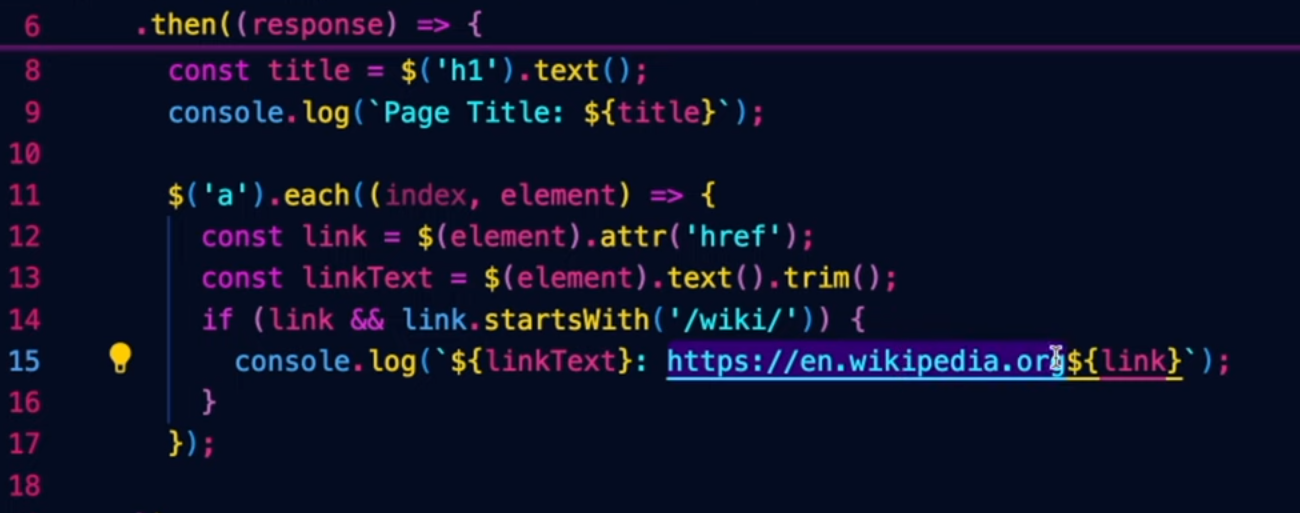 6 .then((response) => {
8 const title = $('h1').text();
9 console.log(`Page Title: ${title}`);
10
11 $('a').each((index, element) => {
12 const link = $(element).attr('href');
13 const linkText = $(element).text().trim();
14 if (link && link.startsWith('/wiki/')) {
15 console.log(`${linkText}: https://en.wikipedia.org${link}`);
16 }
17 });
18